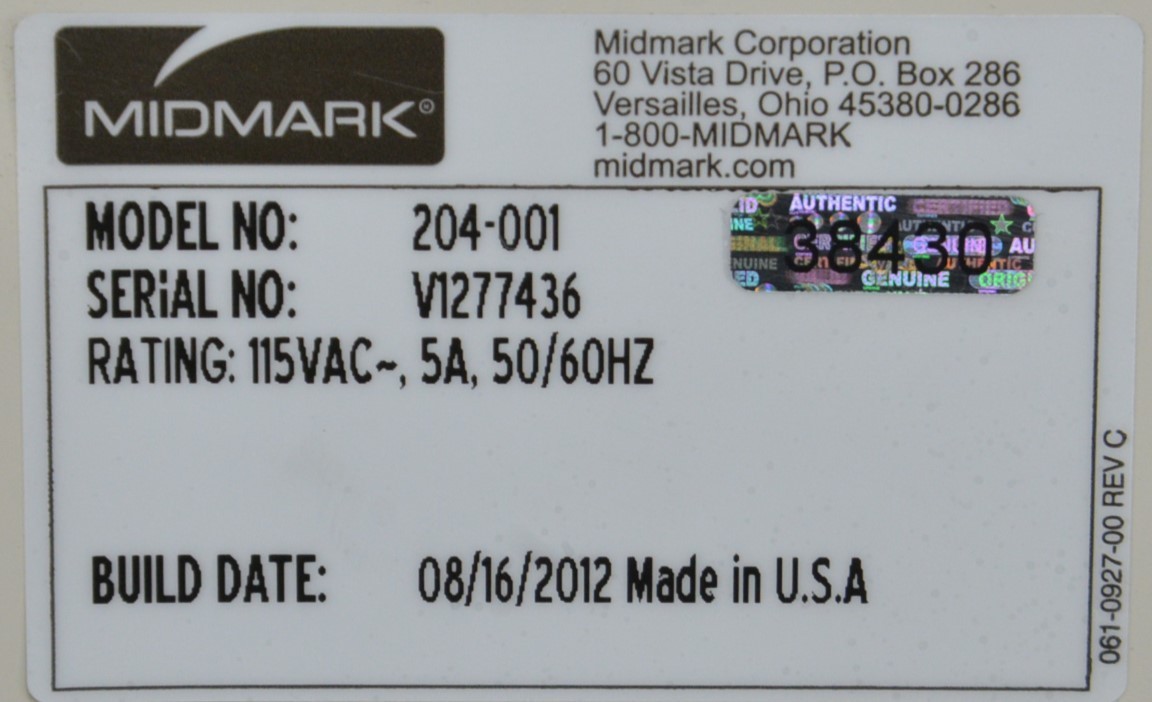 MIDMARK®
Midmark Corporation
60 Vista Drive, P.O. Box 286
Versailles, Ohio 45380-0286
1-800-MIDMARK
midmark.com
MODEL NO: 204-001
SERiAL NO: V1277436
RATING: 115VAC~, 5A, 50/60HZ
AUTHENTIC CERTIFIED
38430
GENUINE ORIG
BUILD DATE: 08/16/2012 Made in U.S.A
061-0927-00 REV C